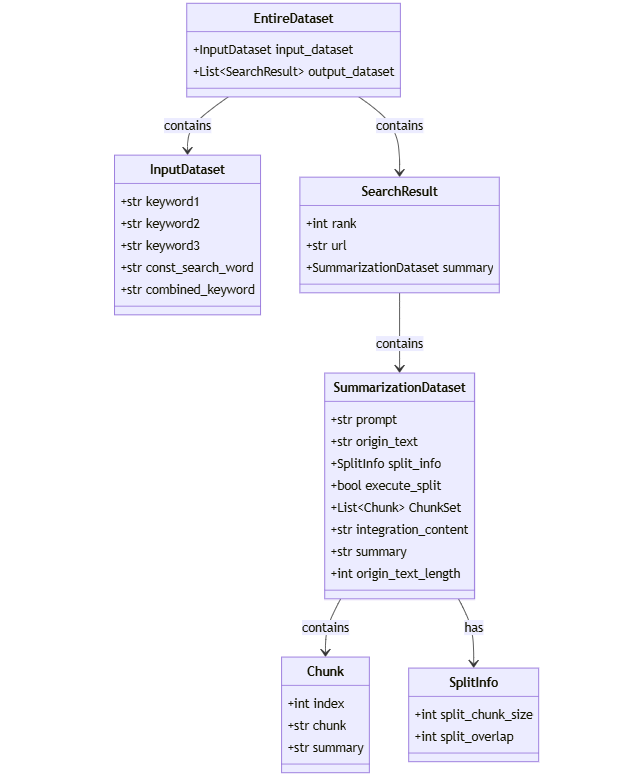 EntireDataset
+InputDataset input_dataset
+List<SearchResult> output_dataset
contains
contains
InputDataset
+str keyword1
+str keyword2
+str keyword3
+str const_search_word
+str combined_keyword
SearchResult
+int rank
+str url
+SummarizationDataset summary
contains
SummarizationDataset
+str prompt
+str origin_text
+SplitInfo split_info
+bool execute_split
+List<Chunk> ChunkSet
+str integration_content
+str summary
+int origin_text_length
contains
has
Chunk
+int index
+str chunk
+str summary
SplitInfo
+int split_chunk_size
+int split_overlap